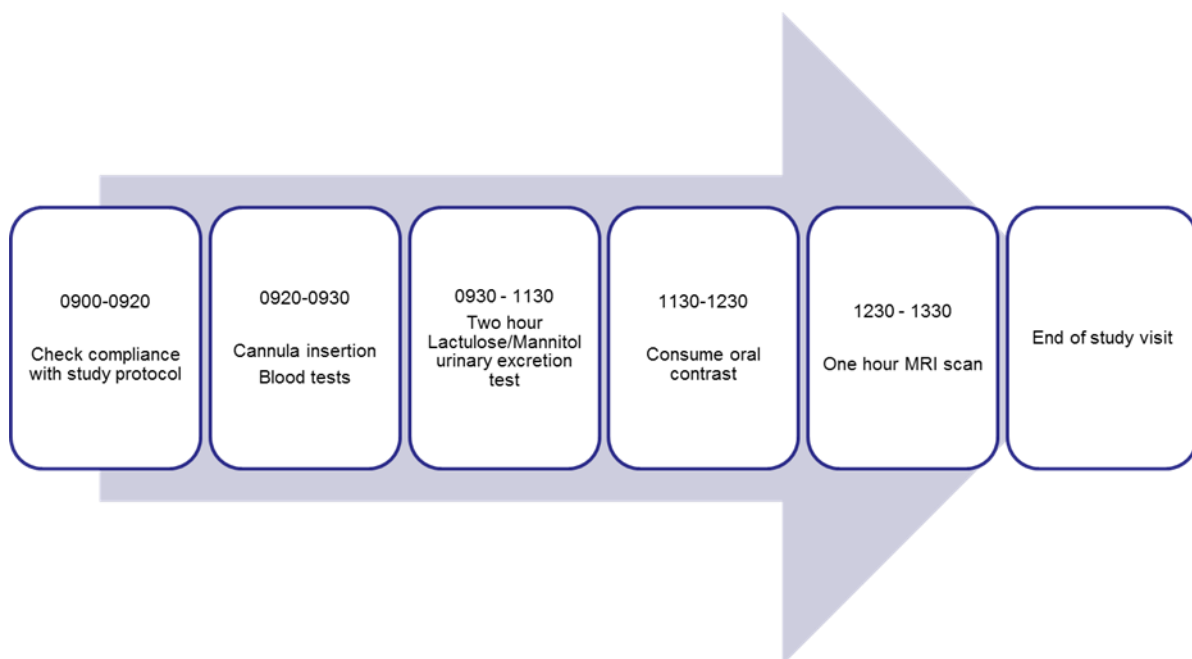 0900-0920
Check compliance
with study protocol
0920-0930
Cannula insertion
Blood tests
0930 - 1130
Two hour
Lactulose/Mannitol
urinary excretion
test
1130-1230
Consume oral
contrast
1230 - 1330
One hour MRI scan
End of study visit